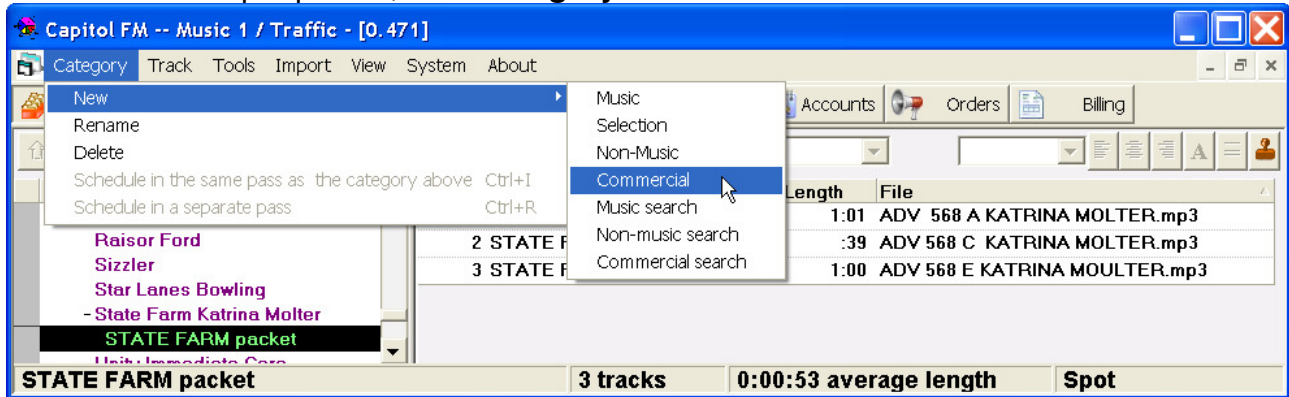 Capitol FM -- Music 1 / Traffic - [0.471]
Category Track Tools Import View System About
New Music Accounts Orders Billing
Rename Selection
Delete Non-Music
Schedule in the same pass as the category above Ctrl+I Commercial
Schedule in a separate pass Ctrl+R Music search Length File
Non-music search
Commercial search
1:01 ADV 568 A KATRINA MOLTER.mp3
Raisor Ford 2 STATE F :39 ADV 568 C KATRINA MOLTER.mp3
Sizzler 3 STATE F 1:00 ADV 568 E KATRINA MOULTER.mp3
Star Lanes Bowling
- State Farm Katrina Molter
STATE FARM packet
STATE FARM packet 3 tracks 0:00:53 average length Spot